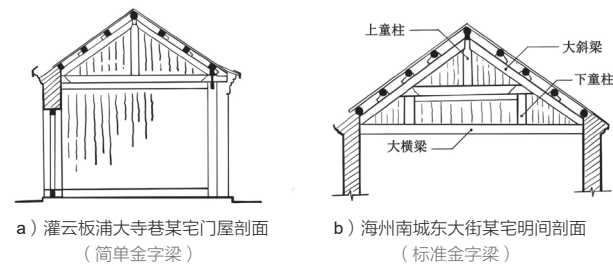 上童柱
大斜梁
下童柱
大横梁
a）灌云板浦大寺巷某宅门屋剖面
（简单金字梁）
b）海州南城东大街某宅明间剖面
（标准金字梁）